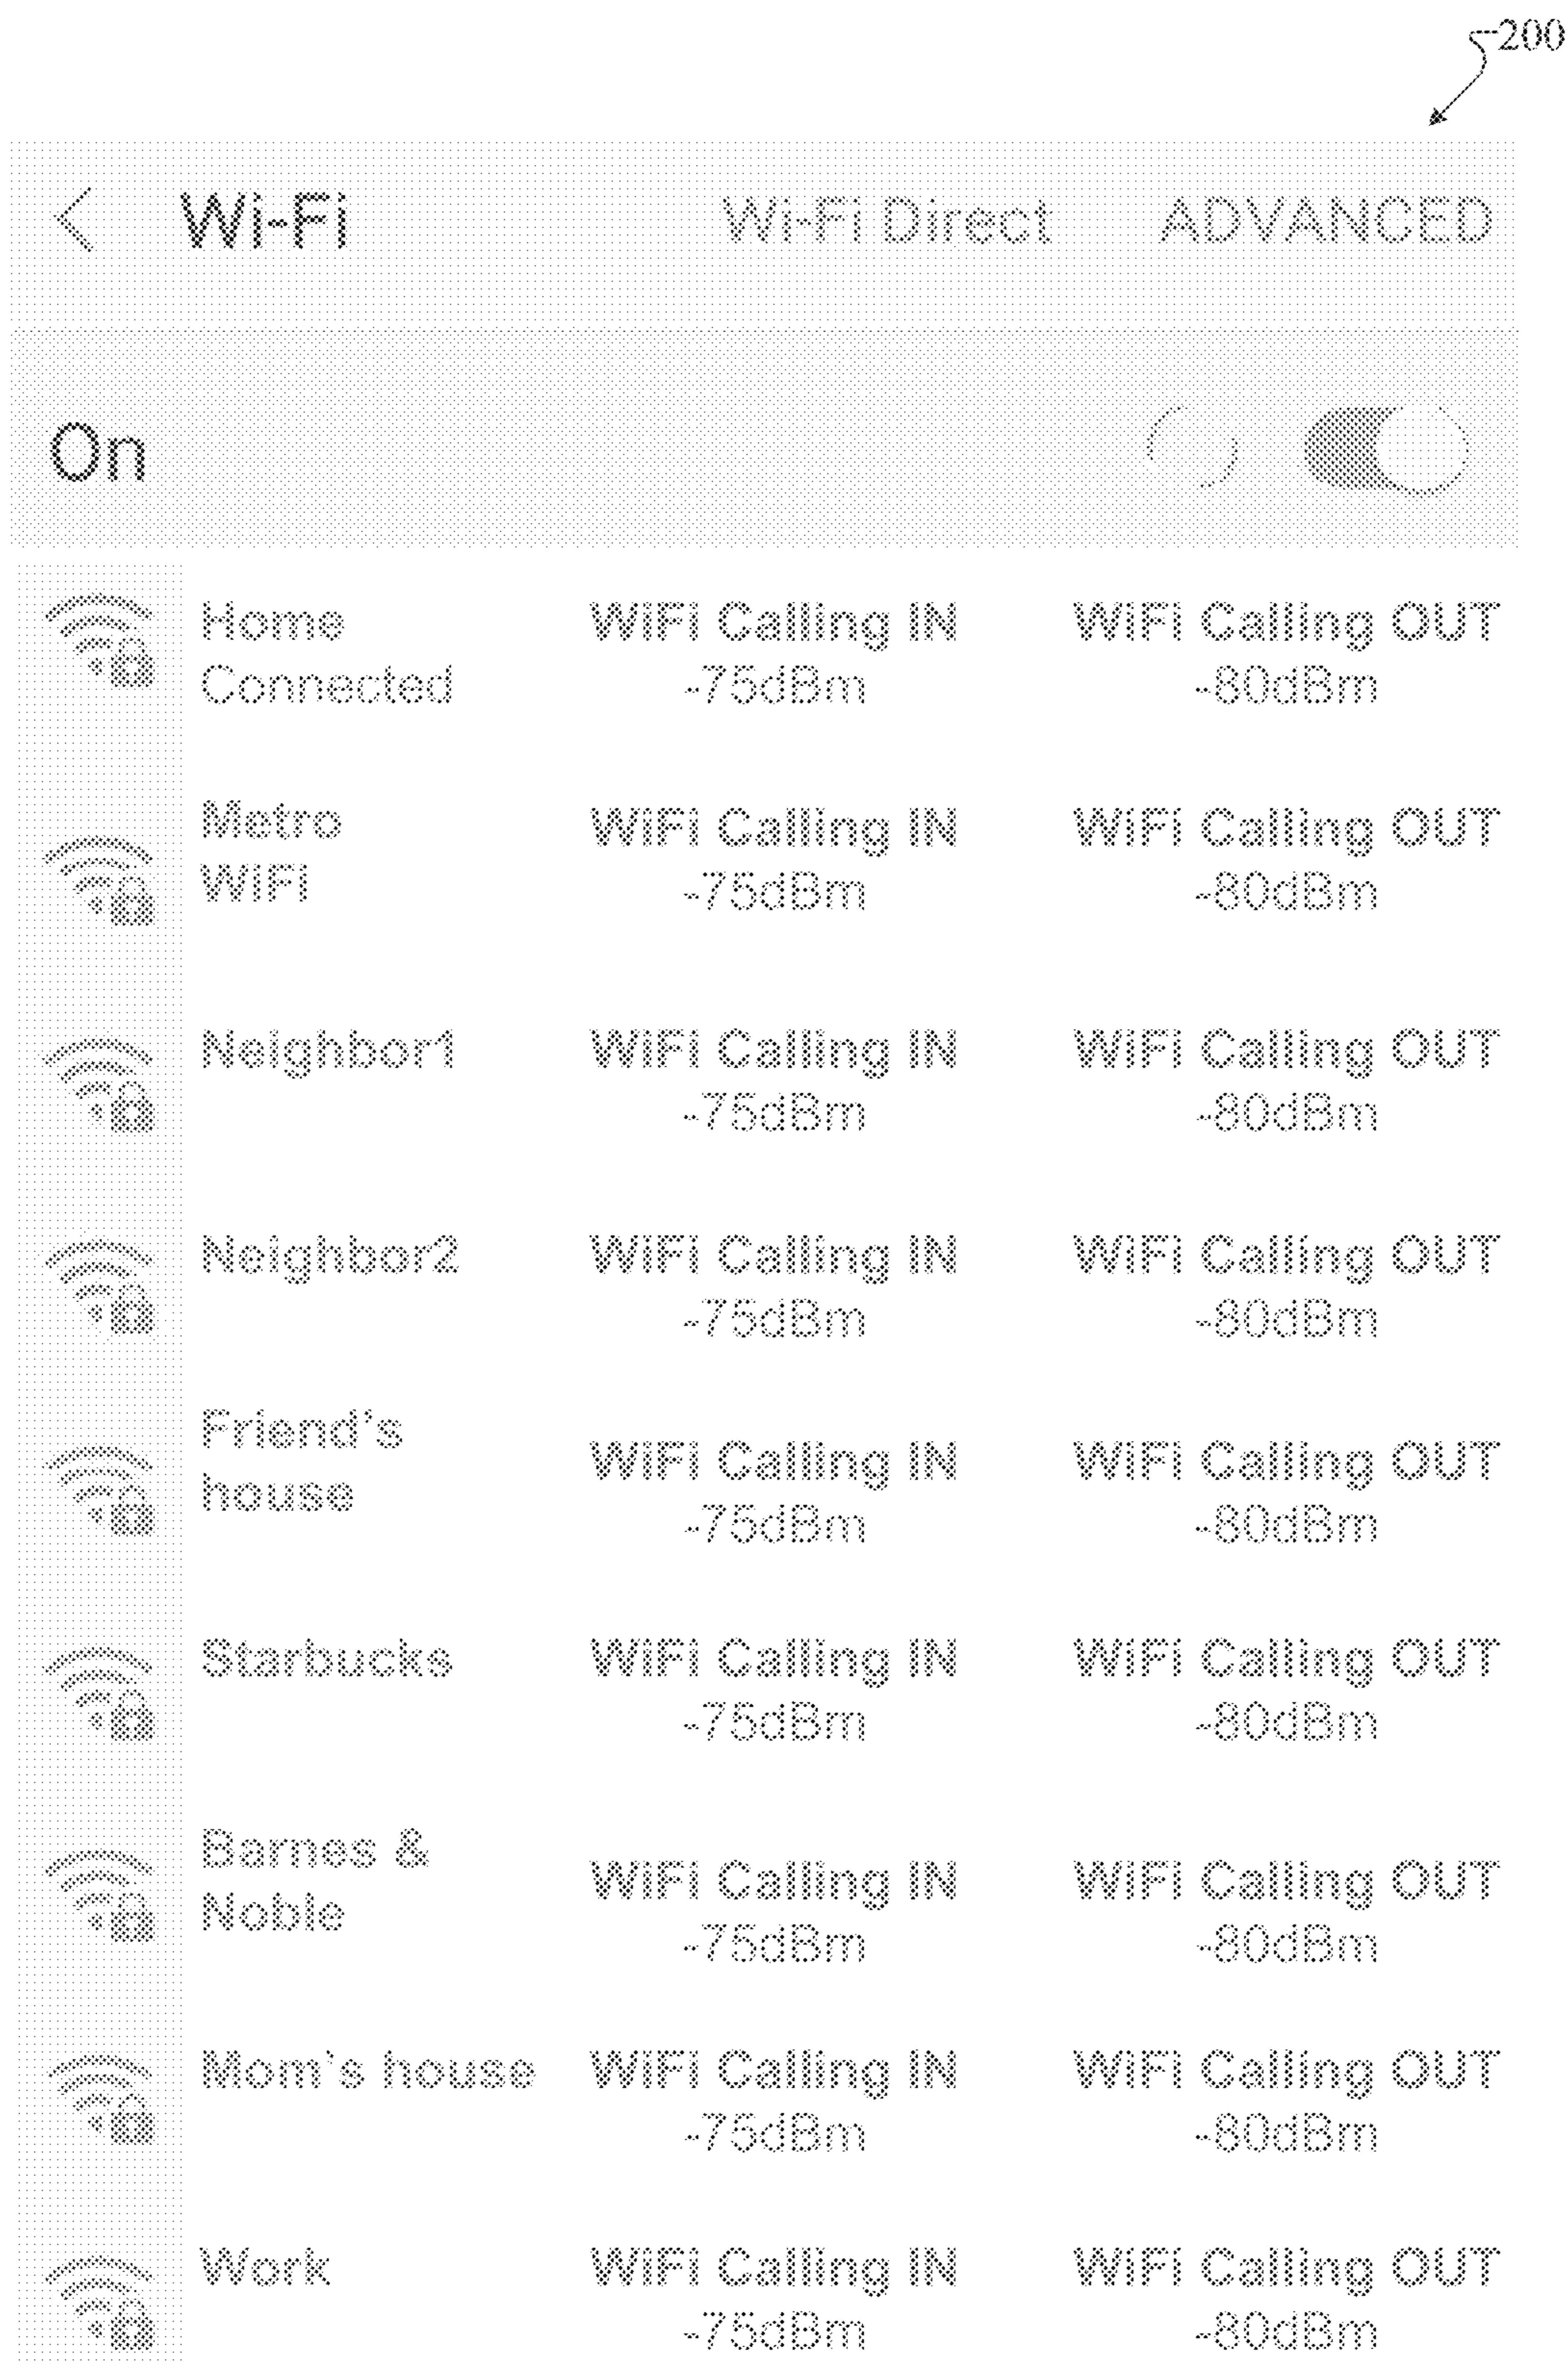 200
< Wi-Fi Wi-Fi Direct ADVANCED
On
Home WiFi Calling IN WiFi Calling OUT
Connected -75dBm -80dBm
Metro WiFi Calling IN WiFi Calling OUT
WiFi -75dBm -80dBm
Neighbor1 WiFi Calling IN WiFi Calling OUT
-75dBm -80dBm
Neighbor2 WiFi Calling IN WiFi Calling OUT
-75dBm -80dBm
Friend's
house WiFi Calling IN WiFi Calling OUT
-75dBm -80dBm
Starbucks WiFi Calling IN WiFi Calling OUT
-75dBm -80dBm
Barnes &
Noble WiFi Calling IN WiFi Calling OUT
-75dBm -80dBm
Mom's house WiFi Calling IN WiFi Calling OUT
-75dBm -80dBm
Work WiFi Calling IN WiFi Calling OUT
-75dBm -80dBm